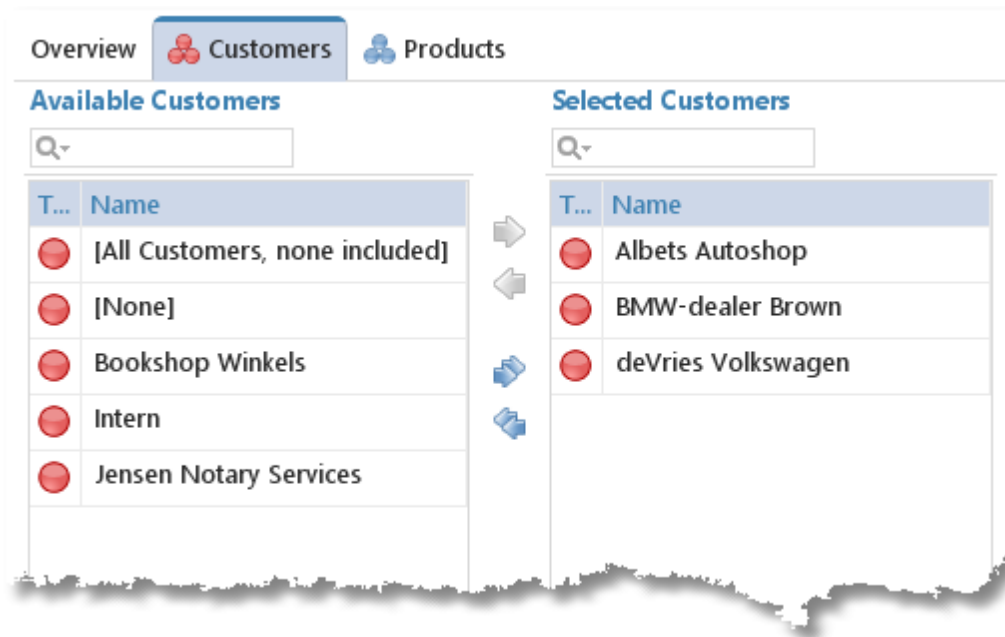 Overview Customers Products
Available Customers
T... Name
[All Customers, none included]
[None]
Bookshop Winkels
Intern
Jensen Notary Services
Selected Customers
T... Name
Albets Autoshop
BMW-dealer Brown
deVries Volkswagen